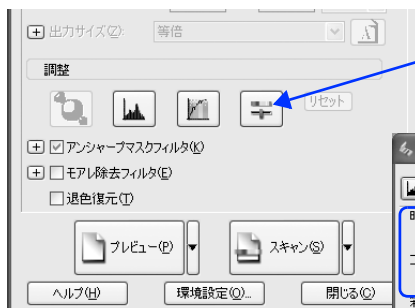 出力サイズ(Z): 等倍
調整
リセット
アンシャープマスクフィルタ(K)
モアレ除去フィルタ(E)
退色復元(T)
プレビュー(P) スキャン(S)
ヘルプ(H) 環境設定(O)... 閉じる(C)